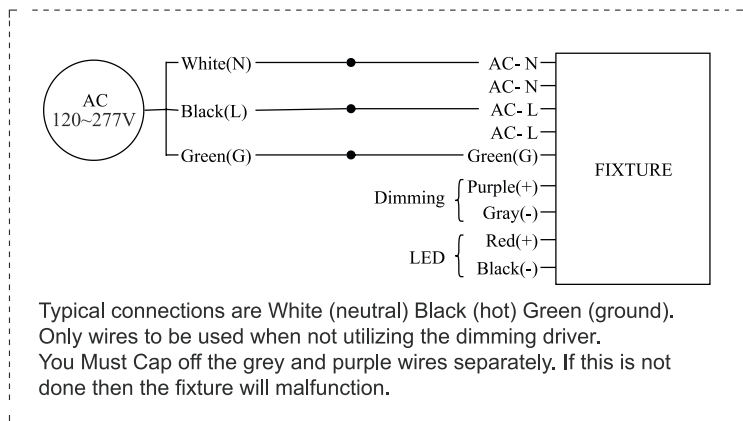 White(N)
AC- N
AC- N
AC
120~277V
Black(L)
AC- L
AC- L
Green(G)
Green(G)
FIXTURE
Dimming
Purple(+)
Gray(-)
LED
Red(+)
Black(-)
Typical connections are White (neutral) Black (hot) Green (ground).
Only wires to be used when not utilizing the dimming driver.
You Must Cap off the grey and purple wires separately. If this is not
done then the fixture will malfunction.